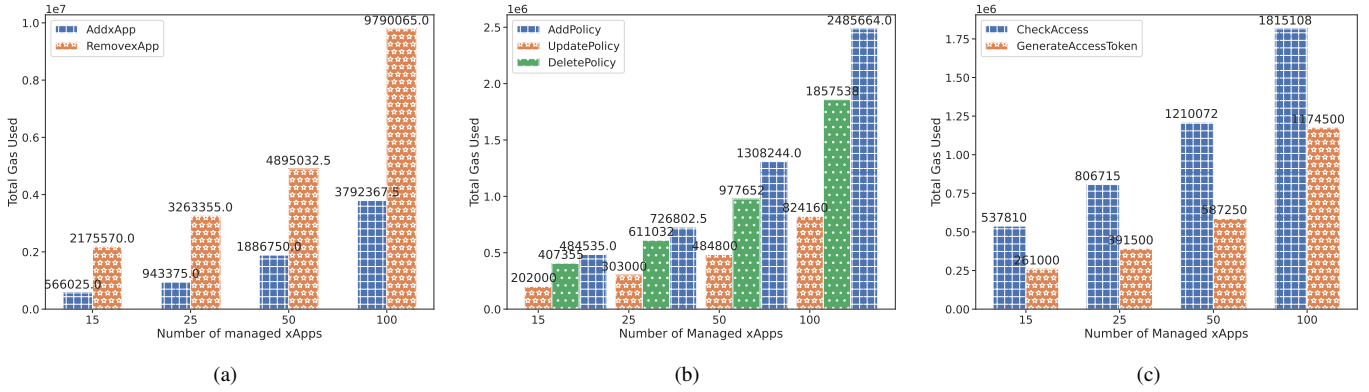 1e7
AddxApp
RemovexApp
9790065.0
4895032.5
3792367.5
3263355.0
2175570.0
1886750.0
943375.0
566025.0
Total Gas Used
1.0
0.8
0.6
0.4
0.2
0.0
15 25 50 100
Number of managed xApps
(a)
1e6
AddPolicy
UpdatePolicy
DeletePolicy
2485664.0
1857538
1308244.0
977652
824160
726802.5
611032
484535.0
484800
407355
303000
202000
Total Gas Used
2.5
2.0
1.5
1.0
0.5
0.0
15 25 50 100
Number of Managed xApps
(b)
1e6
CheckAccess
GenerateAccessToken
1815108
1210072
1174500
806715
587250
537810
391500
261000
Total Gas Used
1.75
1.50
1.25
1.00
0.75
0.50
0.25
0.00
15 25 50 100
Number of Managed xApps
(c)